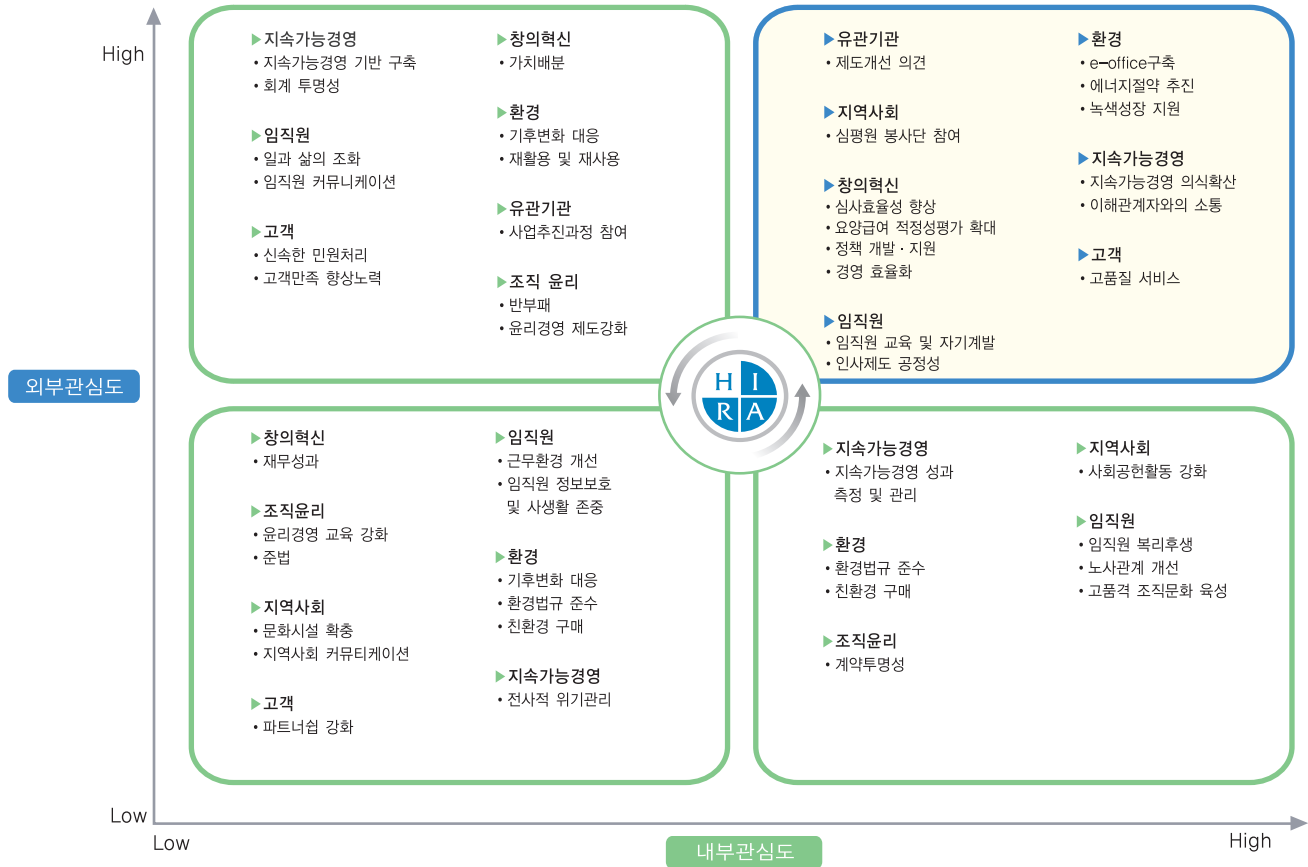 High
외부관심도
Low
▶지속가능경영
• 지속가능경영 기반 구축
• 회계 투명성
▶임직원
• 일과 삶의 조화
• 임직원 커뮤니케이션
▶고객
• 신속한 민원처리
• 고객만족 향상노력
▶창의혁신
• 가치배분
▶환경
• 기후변화 대응
• 재활용 및 재사용
▶유관기관
• 사업추진과정 참여
▶조직 윤리
• 반부패
• 윤리경영 제도강화
▶유관기관
• 제도개선 의견
▶지역사회
• 심평원 봉사단 참여
▶창의혁신
• 심사효율성 향상
• 요양급여 적정성평가 확대
• 정책 개발 · 지원
• 경영 효율화
▶임직원
• 임직원 교육 및 자기계발
• 인사제도 공정성
▶환경
• e-office구축
• 에너지절약 추진
• 녹색성장 지원
▶지속가능경영
• 지속가능경영 의식확산
• 이해관계자와의 소통
▶고객
• 고품질 서비스
H I
R A
▶창의혁신
• 재무성과
▶조직윤리
• 윤리경영 교육 강화
• 준법
▶지역사회
• 문화시설 확충
• 지역사회 커뮤티케이션
▶고객
• 파트너쉽 강화
▶임직원
• 근무환경 개선
• 임직원 정보보호
및 사생활 존중
▶환경
• 기후변화 대응
• 환경법규 준수
• 친환경 구매
▶지속가능경영
• 전사적 위기관리
▶지속가능경영
• 지속가능경영 성과
측정 및 관리
▶환경
• 환경법규 준수
• 친환경 구매
▶조직윤리
• 계약투명성
▶지역사회
• 사회공헌활동 강화
▶임직원
• 임직원 복리후생
• 노사관계 개선
• 고품격 조직문화 육성
Low
내부관심도
High